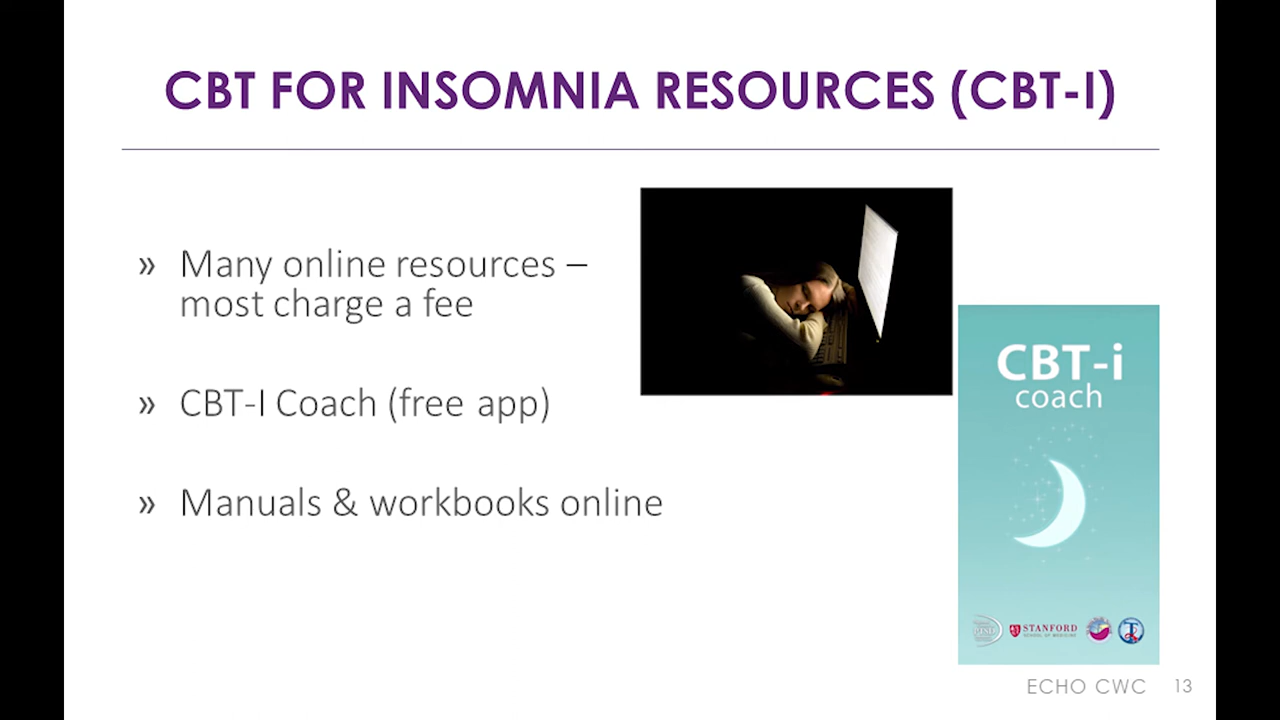 CBT FOR INSOMNIA RESOURCES (CBT-I)
» Many online resources –
most charge a fee
» CBT-I Coach (free app)
» Manuals & workbooks online
CBT-i
coach
PTSD
STANFORD
SCHOOL OF MEDICINE
ECHO CWC 13